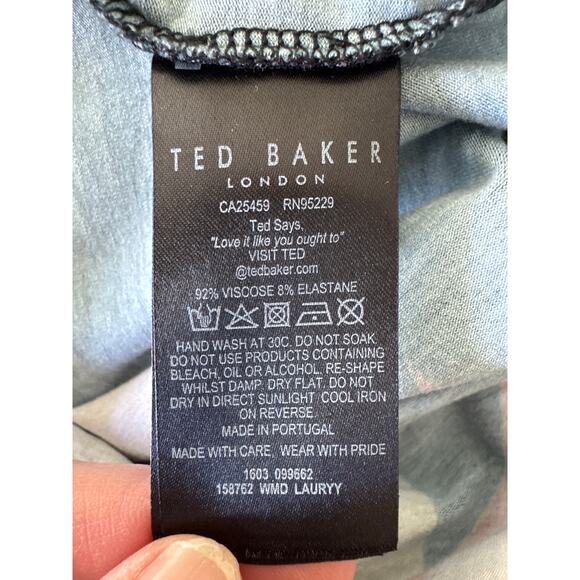 TED BAKER
LONDON
CA25459 RN95229
Ted Says,
"Love it like you ought to"
VISIT TED
@tedbaker.com
92% VISCOSE 8% ELASTANE
HAND WASH AT 30C. DO NOT SOAK.
DO NOT USE PRODUCTS CONTAINING
BLEACH, OIL OR ALCOHOL. RE-SHAPE
WHILST DAMP. DRY FLAT. DO NOT
DRY IN DIRECT SUNLIGHT. COOL IRON
ON REVERSE.
MADE IN PORTUGAL
MADE WITH CARE, WEAR WITH PRIDE
1603 099662
158762 WMD LAURYY